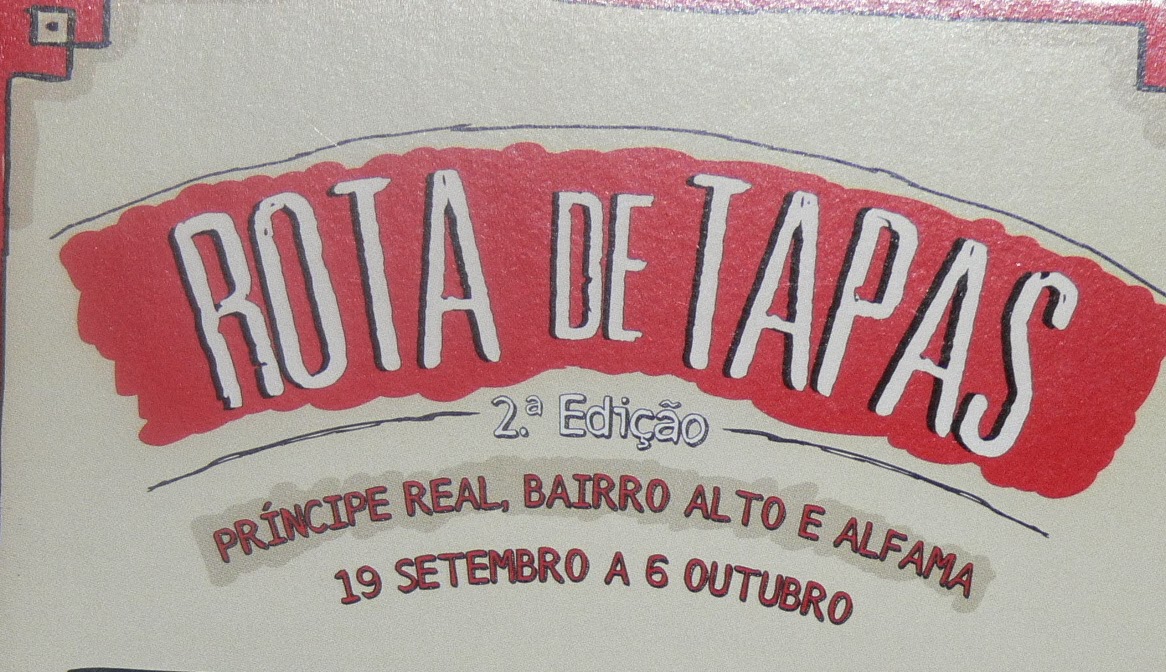 ROTA DE TAPAS
2.ª Edição
PRÍNCIPE REAL, BAIRRO ALTO E ALFAMA
19 SETEMBRO A 6 OUTUBRO